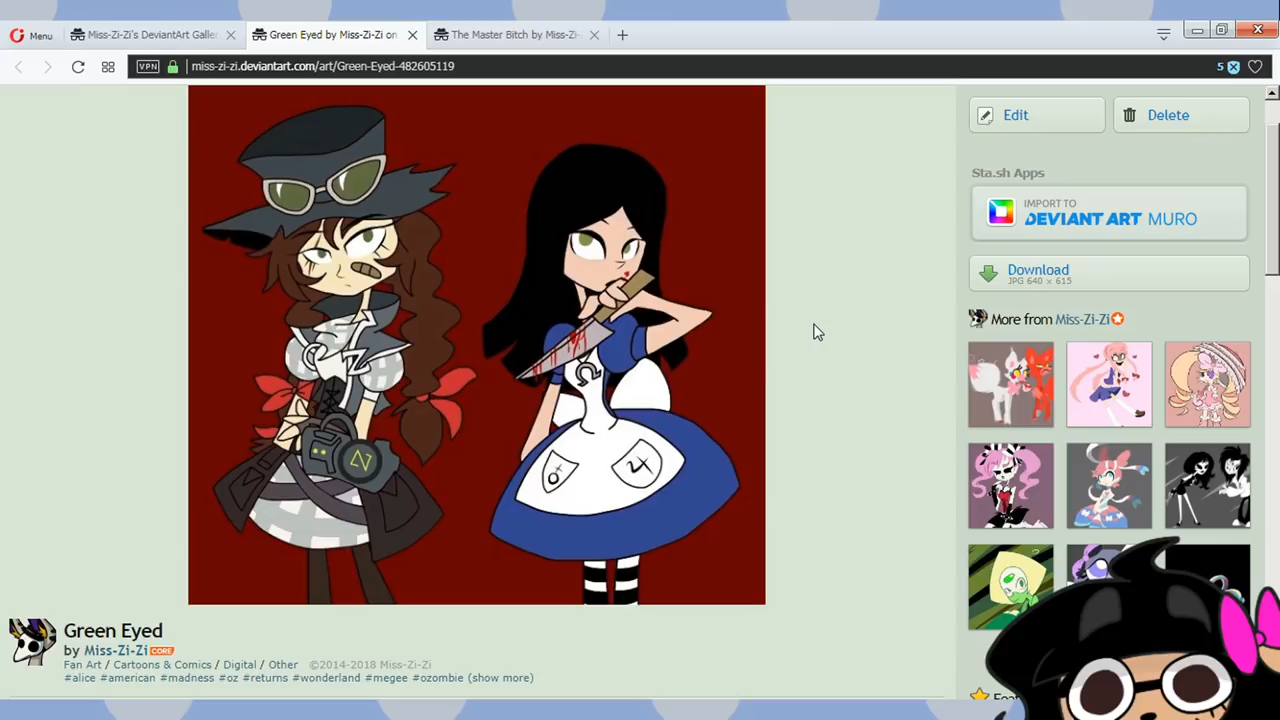 Menu
Miss-Zi-Zi's DeviantArt Galler
Green Eyed by Miss-Zi-Zi on
The Master Bitch by Miss-Zi-
VPN
miss-zi-zi.deviantart.com/art/Green-Eyed-482605119
5
Edit
Delete
Sta.sh Apps
IMPORT TO
DEVIANT ART MURO
Download
JPG 640 × 615
More from Miss-Zi-Zi
Ω
Green Eyed
by Miss-Zi-Zi CORE
Fan Art / Cartoons & Comics / Digital / Other ©2014-2018 Miss-Zi-Zi
#alice #american #madness #oz #returns #wonderland #megee #ozombie (show more)